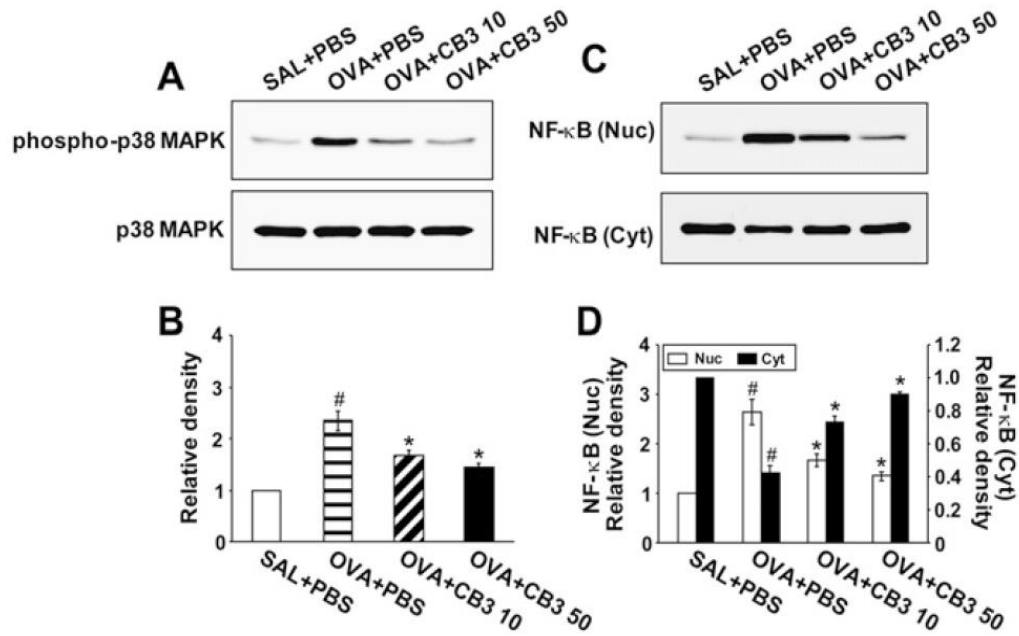 A
SAL+PBS
OVA+PBS
OVA+CB3 10
OVA+CB3 50
phospho-p38 MAPK
p38 MAPK
C
SAL+PBS
OVA+PBS
OVA+CB3 10
OVA+CB3 50
NF-κB (Nuc)
NF-κB (Cyt)
B
Relative density
4
3
2
1
0
#
*
*
SAL+PBS
OVA+PBS
OVA+CB3 10
OVA+CB3 50
D
NF-κB (Nuc)
Relative density
4
3
2
1
0
Nuc
Cyt
#
#
*
*
*
*
1.2
1.0
0.8
0.6
0.4
0.2
0
NF-κB (Cyt)
Relative density
SAL+PBS
OVA+PBS
OVA+CB3 10
OVA+CB3 50